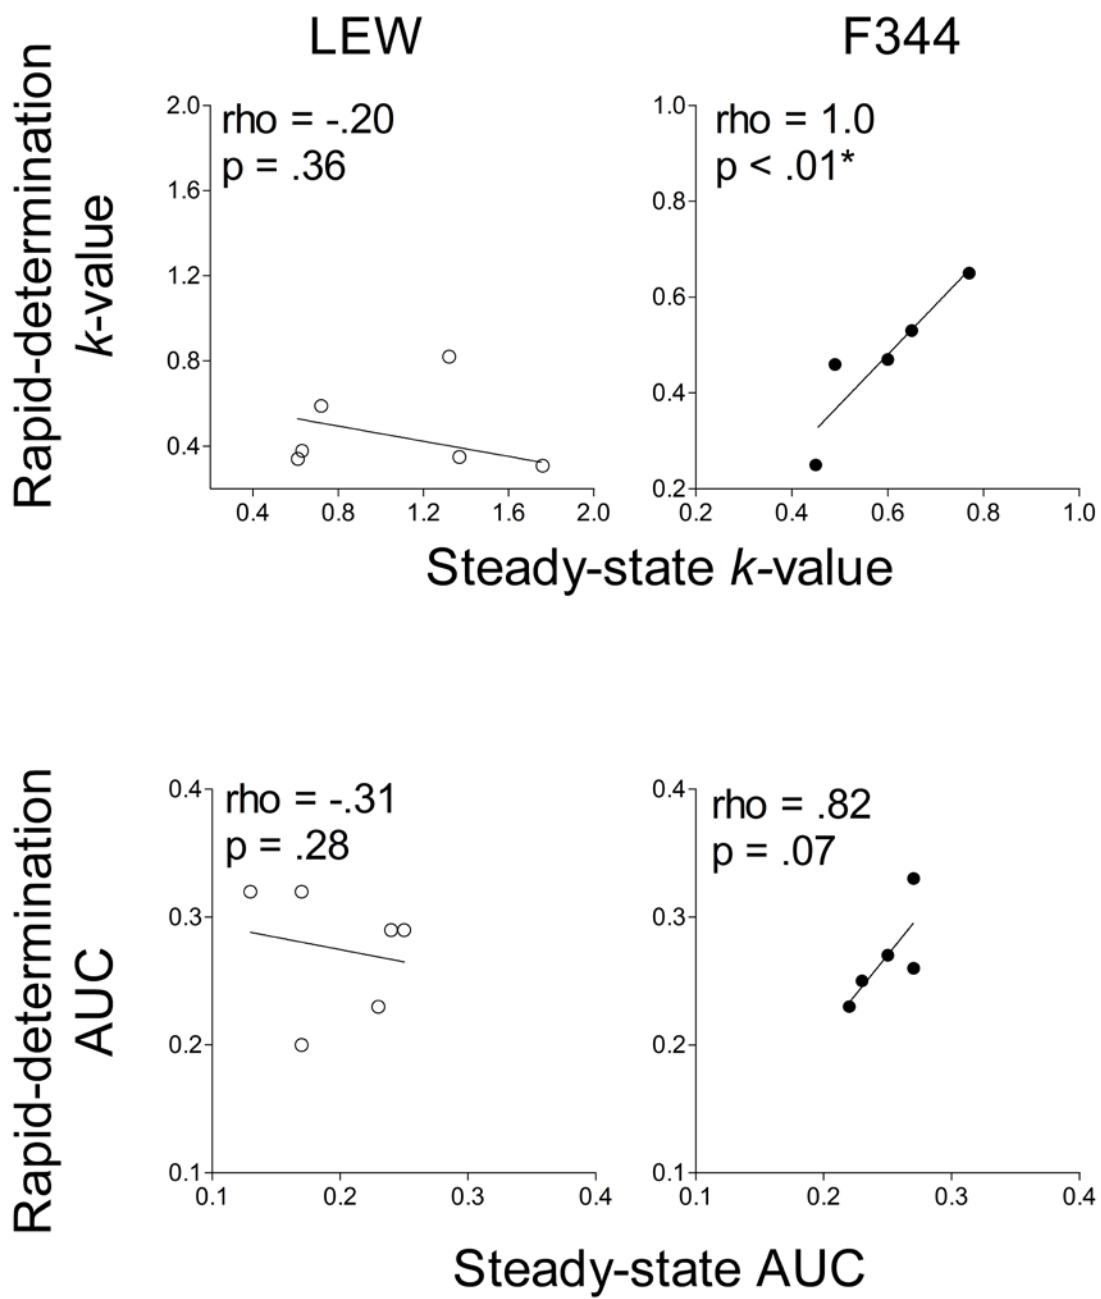 LEW
F344
Rapid-determination
k-value
2.0
1.6
1.2
0.8
0.4
rho = -.20
p = .36
0.4
0.8
1.2
1.6
2.0
1.0
0.8
0.6
0.4
0.2
rho = 1.0
p < .01*
0.2
0.4
0.6
0.8
1.0
Steady-state k-value
Rapid-determination
AUC
0.4
0.3
0.2
0.1
rho = -.31
p = .28
0.1
0.2
0.3
0.4
0.4
0.3
0.2
0.1
rho = .82
p = .07
0.1
0.2
0.3
0.4
Steady-state AUC